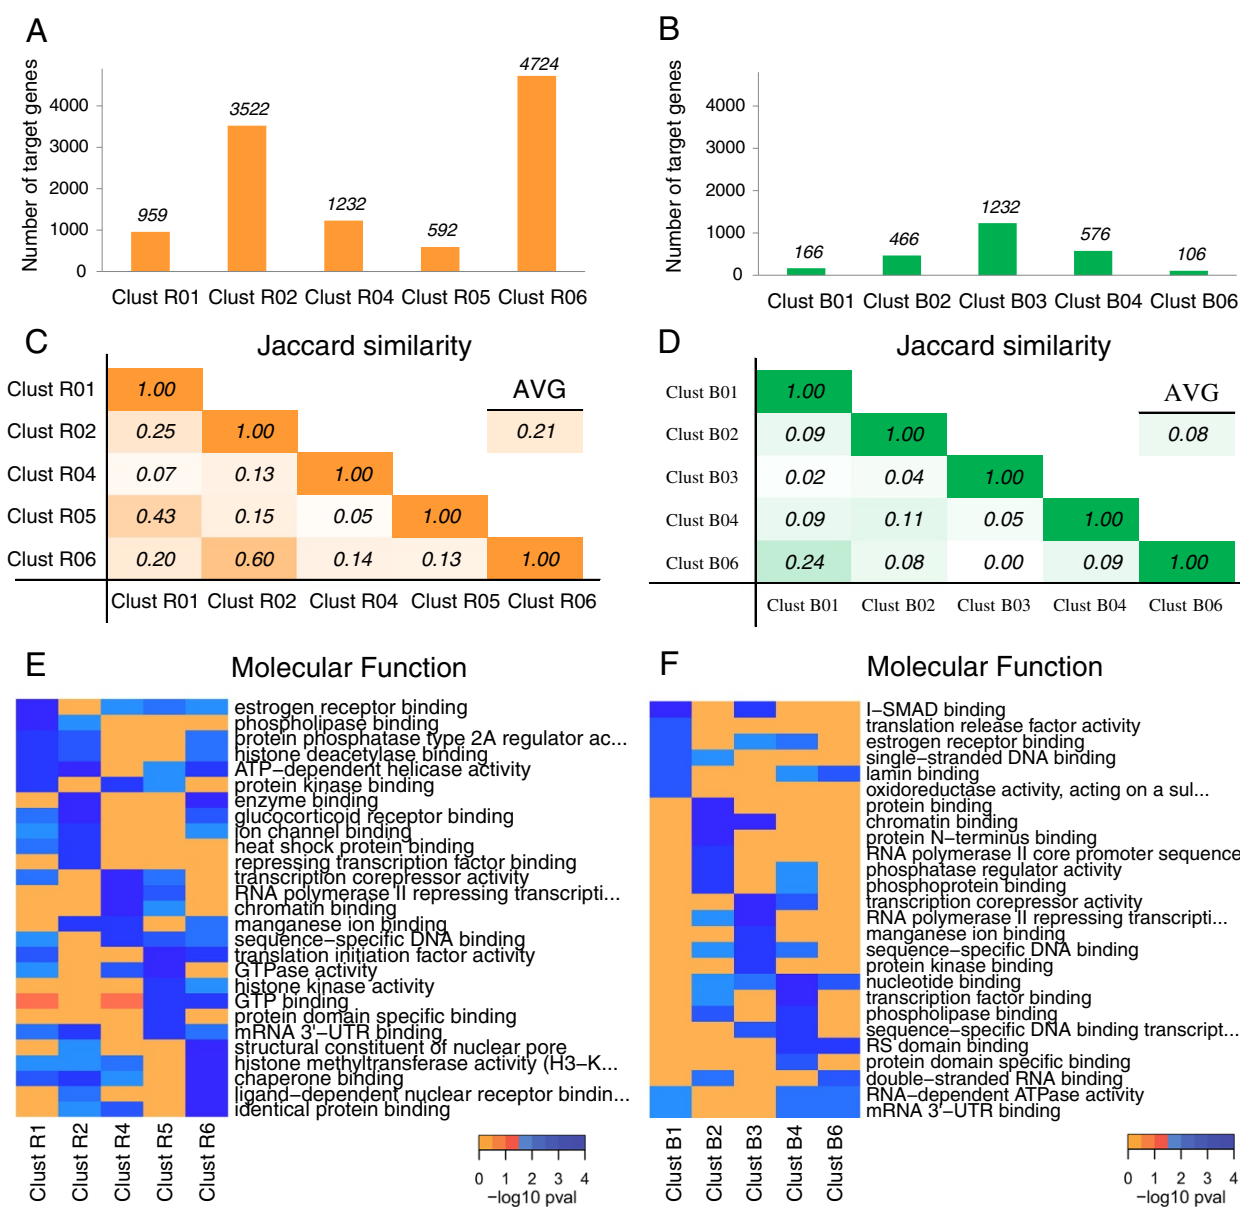 A
Number of target genes
4000
3000
2000
1000
0
959
3522
1232
592
4724
Clust R01 Clust R02 Clust R04 Clust R05 Clust R06
B
Number of target genes
4000
3000
2000
1000
0
166
466
1232
576
106
Clust B01 Clust B02 Clust B03 Clust B04 Clust B06
C
Jaccard similarity
Clust R01 1.00
AVG
Clust R02 0.25 1.00
0.21
Clust R04 0.07 0.13 1.00
Clust R05 0.43 0.15 0.05 1.00
Clust R06 0.20 0.60 0.14 0.13 1.00
Clust R01 Clust R02 Clust R04 Clust R05 Clust R06
D
Jaccard similarity
Clust B01 1.00
AVG
Clust B02 0.09 1.00
0.08
Clust B03 0.02 0.04 1.00
Clust B04 0.09 0.11 0.05 1.00
Clust B06 0.24 0.08 0.00 0.09 1.00
Clust B01 Clust B02 Clust B03 Clust B04 Clust B06
E
Molecular Function
estrogen receptor binding
phospholipase binding
protein phosphatase type 2A regulator ac...
histone deacetylase binding
ATP−dependent helicase activity
protein kinase binding
enzyme binding
glucocorticoid receptor binding
ion channel binding
heat shock protein binding
repressing transcription factor binding
transcription corepressor activity
RNA polymerase II repressing transcripti...
chromatin binding
manganese ion binding
sequence−specific DNA binding
translation initiation factor activity
GTPase activity
histone kinase activity
GTP binding
protein domain specific binding
mRNA 3'−UTR binding
structural constituent of nuclear pore
histone methyltransferase activity (H3−K...
chaperone binding
ligand−dependent nuclear receptor bindin...
identical protein binding
Clust R1
Clust R2
Clust R4
Clust R5
Clust R6
0 1 2 3 4
−log10 pval
F
Molecular Function
I−SMAD binding
translation release factor activity
estrogen receptor binding
single−stranded DNA binding
lamin binding
oxidoreductase activity, acting on a sul...
protein binding
chromatin binding
protein N−terminus binding
RNA polymerase II core promoter sequence
phosphatase regulator activity
phosphoprotein binding
transcription corepressor activity
RNA polymerase II repressing transcripti...
manganese ion binding
sequence−specific DNA binding
protein kinase binding
nucleotide binding
transcription factor binding
phospholipase binding
sequence−specific DNA binding transcript...
RS domain binding
protein domain specific binding
double−stranded RNA binding
RNA−dependent ATPase activity
mRNA 3'−UTR binding
Clust B1
Clust B2
Clust B3
Clust B4
Clust B6
0 1 2 3 4
−log10 pval